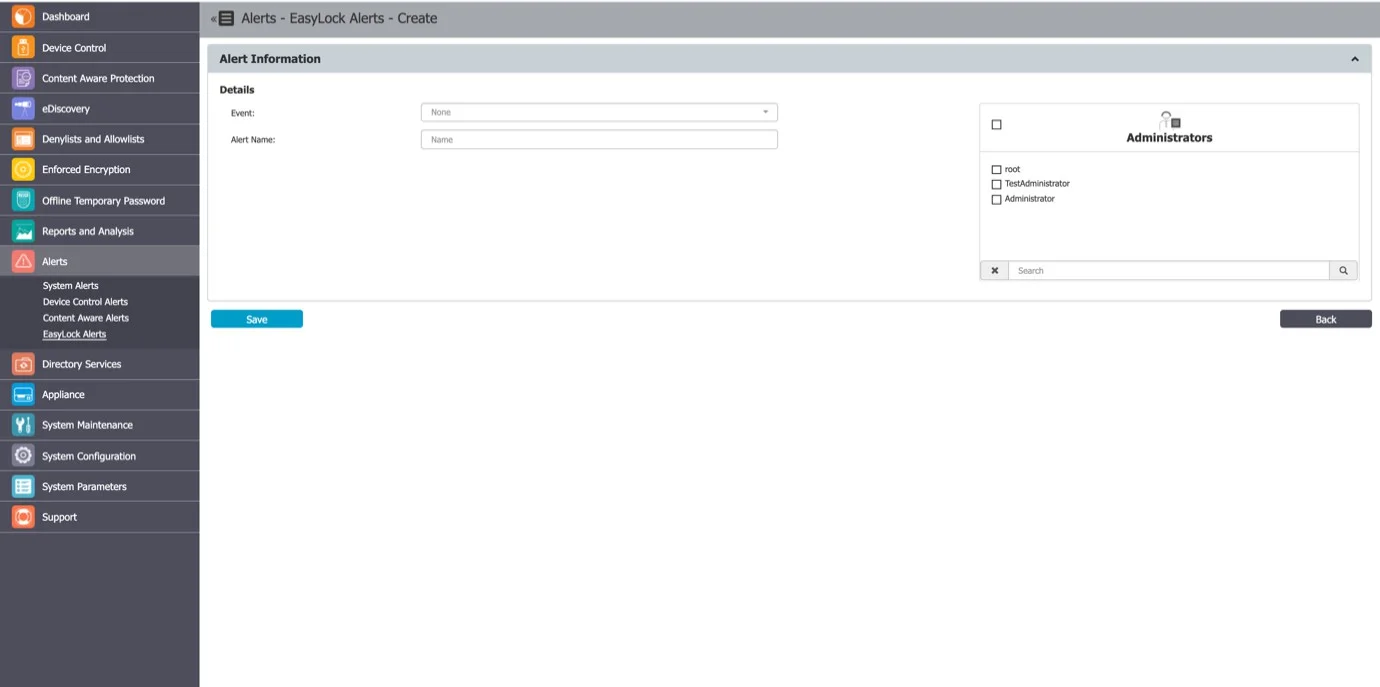 Dashboard
Device Control
Content Aware Protection
eDiscovery
Denylists and Allowlists
Enforced Encryption
Offline Temporary Password
Reports and Analysis
Alerts
System Alerts
Device Control Alerts
Content Aware Alerts
EasyLock Alerts
Directory Services
Appliance
System Maintenance
System Configuration
System Parameters
Support
Alerts - EasyLock Alerts - Create
Alert Information
Details
Event:
None
Alert Name:
Name
Administrators
root
TestAdministrator
Administrator
Search
Save
Back